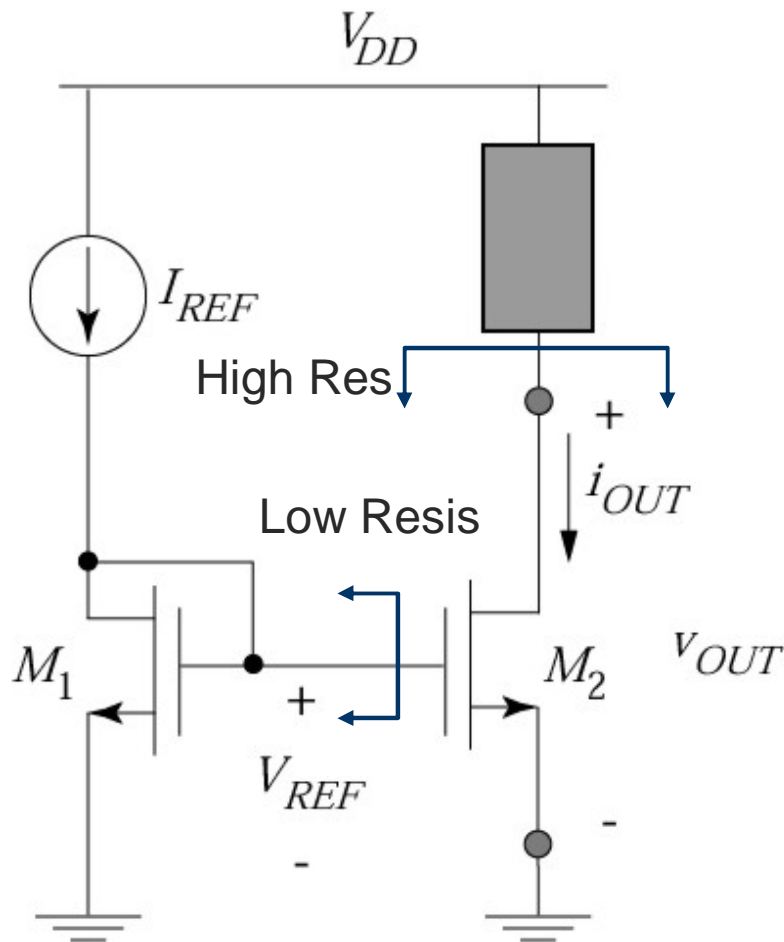 V_DD
I_REF
High Res
+
i_OUT
Low Resis
M_1
+
M_2
v_OUT
V_REF
-
-